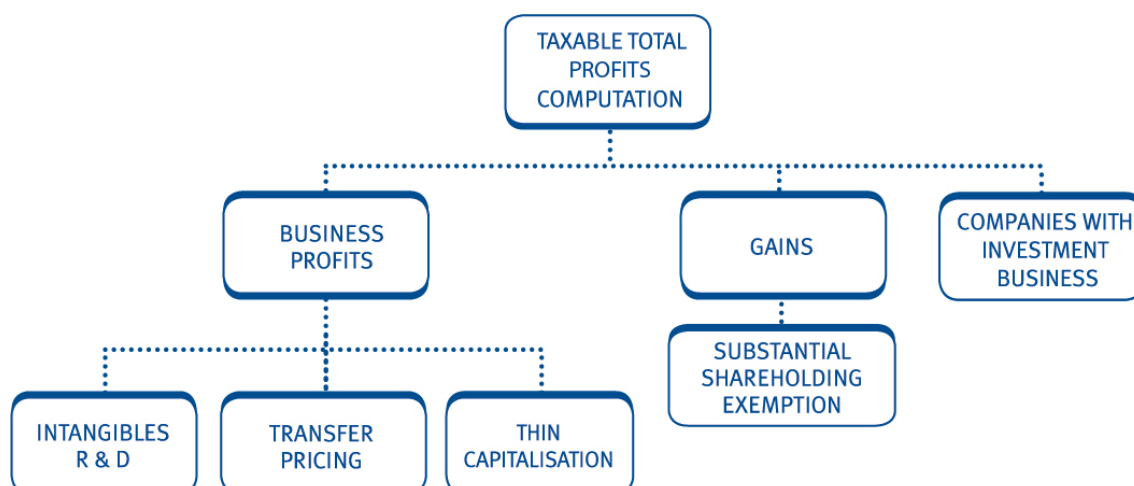 TAXABLE TOTAL
PROFITS
COMPUTATION
BUSINESS
PROFITS
GAINS
COMPANIES WITH
INVESTMENT
BUSINESS
SUBSTANTIAL
SHAREHOLDING
EXEMPTION
INTANGIBLES
R & D
TRANSFER
PRICING
THIN
CAPITALISATION